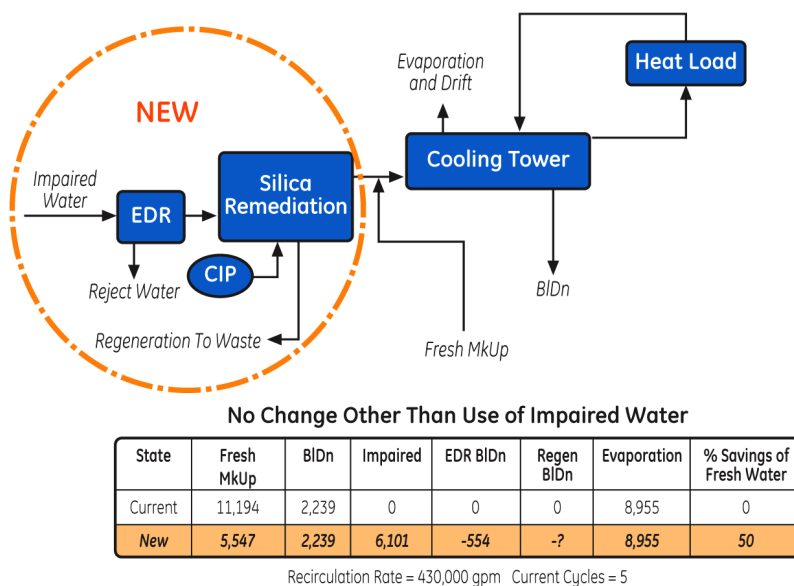 NEW
Impaired
Water
EDR
Reject Water
Silica
Remediation
CIP
Regeneration To Waste
Evaporation
and Drift
Cooling Tower
Heat Load
BlDn
Fresh MkUp
No Change Other Than Use of Impaired Water
State Fresh MkUp BlDn Impaired EDR BlDn Regen BlDn Evaporation % Savings of Fresh Water
Current 11,194 2,239 0 0 0 8,955 0
New 5,547 2,239 6,101 -554 -? 8,955 50
Recirculation Rate = 430,000 gpm Current Cycles = 5